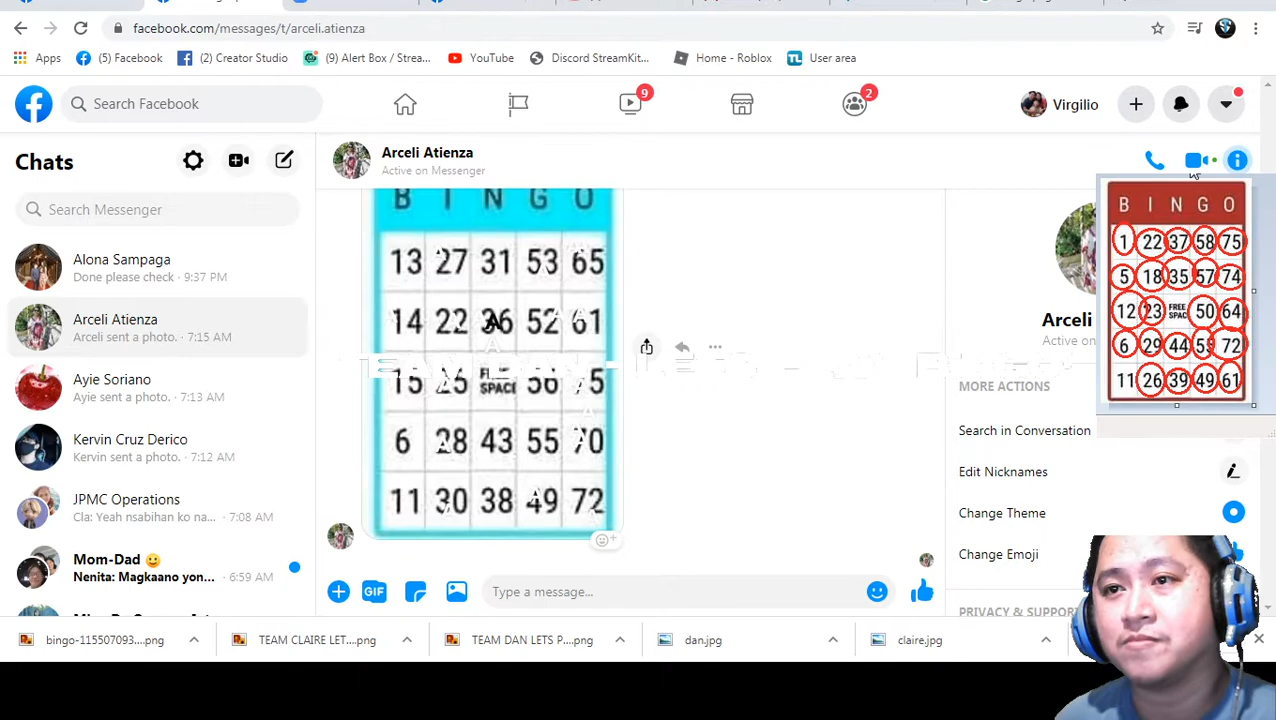 facebook.com/messages/t/arceli.atienza
Apps (5) Facebook (2) Creator Studio (9) Alert Box / Strea... YouTube Discord StreamKit... Home - Roblox TL User area
Search Facebook 9 2 Virgilio
Chats
Search Messenger
Alona Sampaga
Done please check · 9:37 PM
Arceli Atienza
Arceli sent a photo. · 7:15 AM
Ayie Soriano
Ayie sent a photo. · 7:13 AM
Kervin Cruz Derico
Kervin sent a photo. · 7:12 AM
JPMC Operations
Cla: Yeah nsabihan ko na... · 7:08 AM
Mom-Dad
Nenita: Magkaano yon... · 6:59 AM
Arceli Atienza
Active on Messenger
B I N G O
13 27 31 53 65
14 22 36 52 61
15 25 FREE SPACE 56
6 28 43 55 70
11 30 38 49 72
Type a message...
GIF
B I N G O
1 22 37 58 75
5 18 35 57 74
12 23 FREE SPACE 50 64
6 29 44 55 72
11 26 39 49 61
Arceli
Active on
MORE ACTIONS
Search in Conversation
Edit Nicknames
Change Theme
Change Emoji
PRIVACY & SUPPOR
bingo-115507093....png TEAM CLAIRE LET....png TEAM DAN LETS P....png dan.jpg claire.jpg